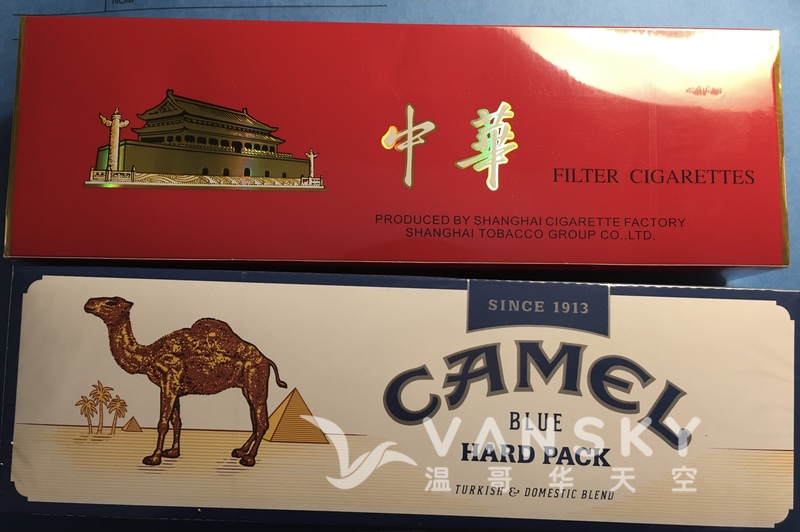 中華
FILTER CIGARETTES
PRODUCED BY SHANGHAI CIGARETTE FACTORY
SHANGHAI TOBACCO GROUP CO.,LTD.
SINCE 1913
CAMEL
BLUE
HARD PACK
TURKISH & DOMESTIC BLEND
VANSKY
温哥华天空